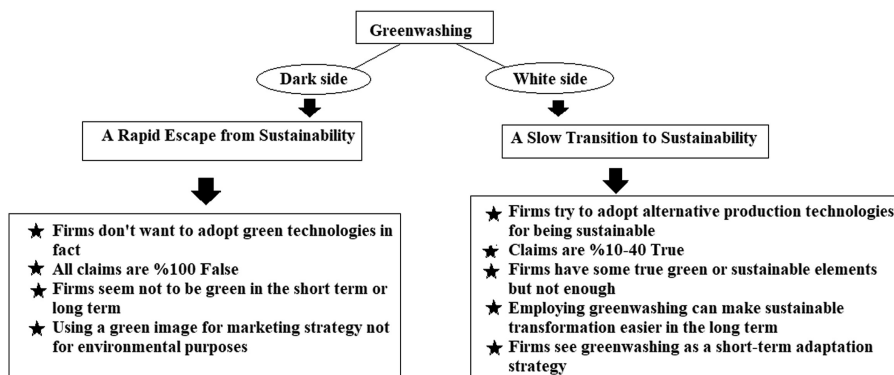 Greenwashing
Dark side
White side
A Rapid Escape from Sustainability
A Slow Transition to Sustainability
Firms don't want to adopt green technologies in
fact
All claims are %100 False
Firms seem not to be green in the short term or
long term
Using a green image for marketing strategy not
for environmental purposes
Firms try to adopt alternative production technologies
for being sustainable
Claims are %10-40 True
Firms have some true green or sustainable elements
but not enough
Employing greenwashing can make sustainable
transformation easier in the long term
Firms see greenwashing as a short-term adaptation
strategy